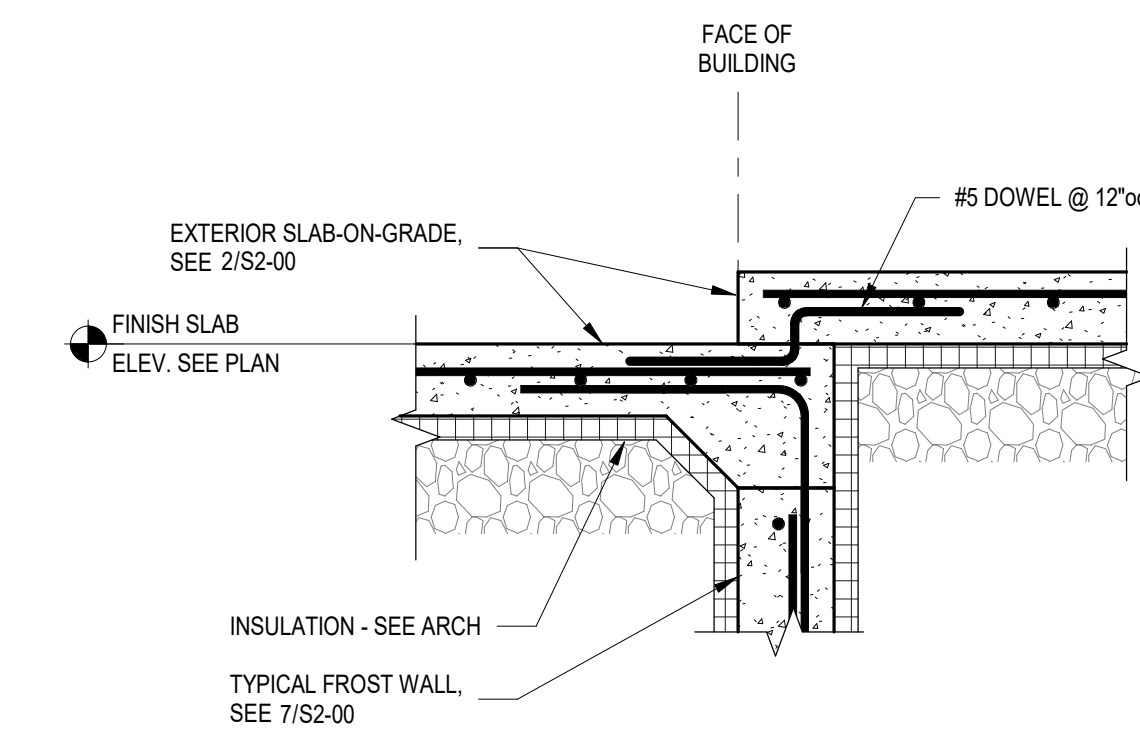 FACE OF
BUILDING
#5 DOWEL @ 12"oc
EXTERIOR SLAB-ON-GRADE,
SEE 2/S2-00
FINISH SLAB
ELEV. SEE PLAN
INSULATION - SEE ARCH
TYPICAL FROST WALL,
SEE 7/S2-00